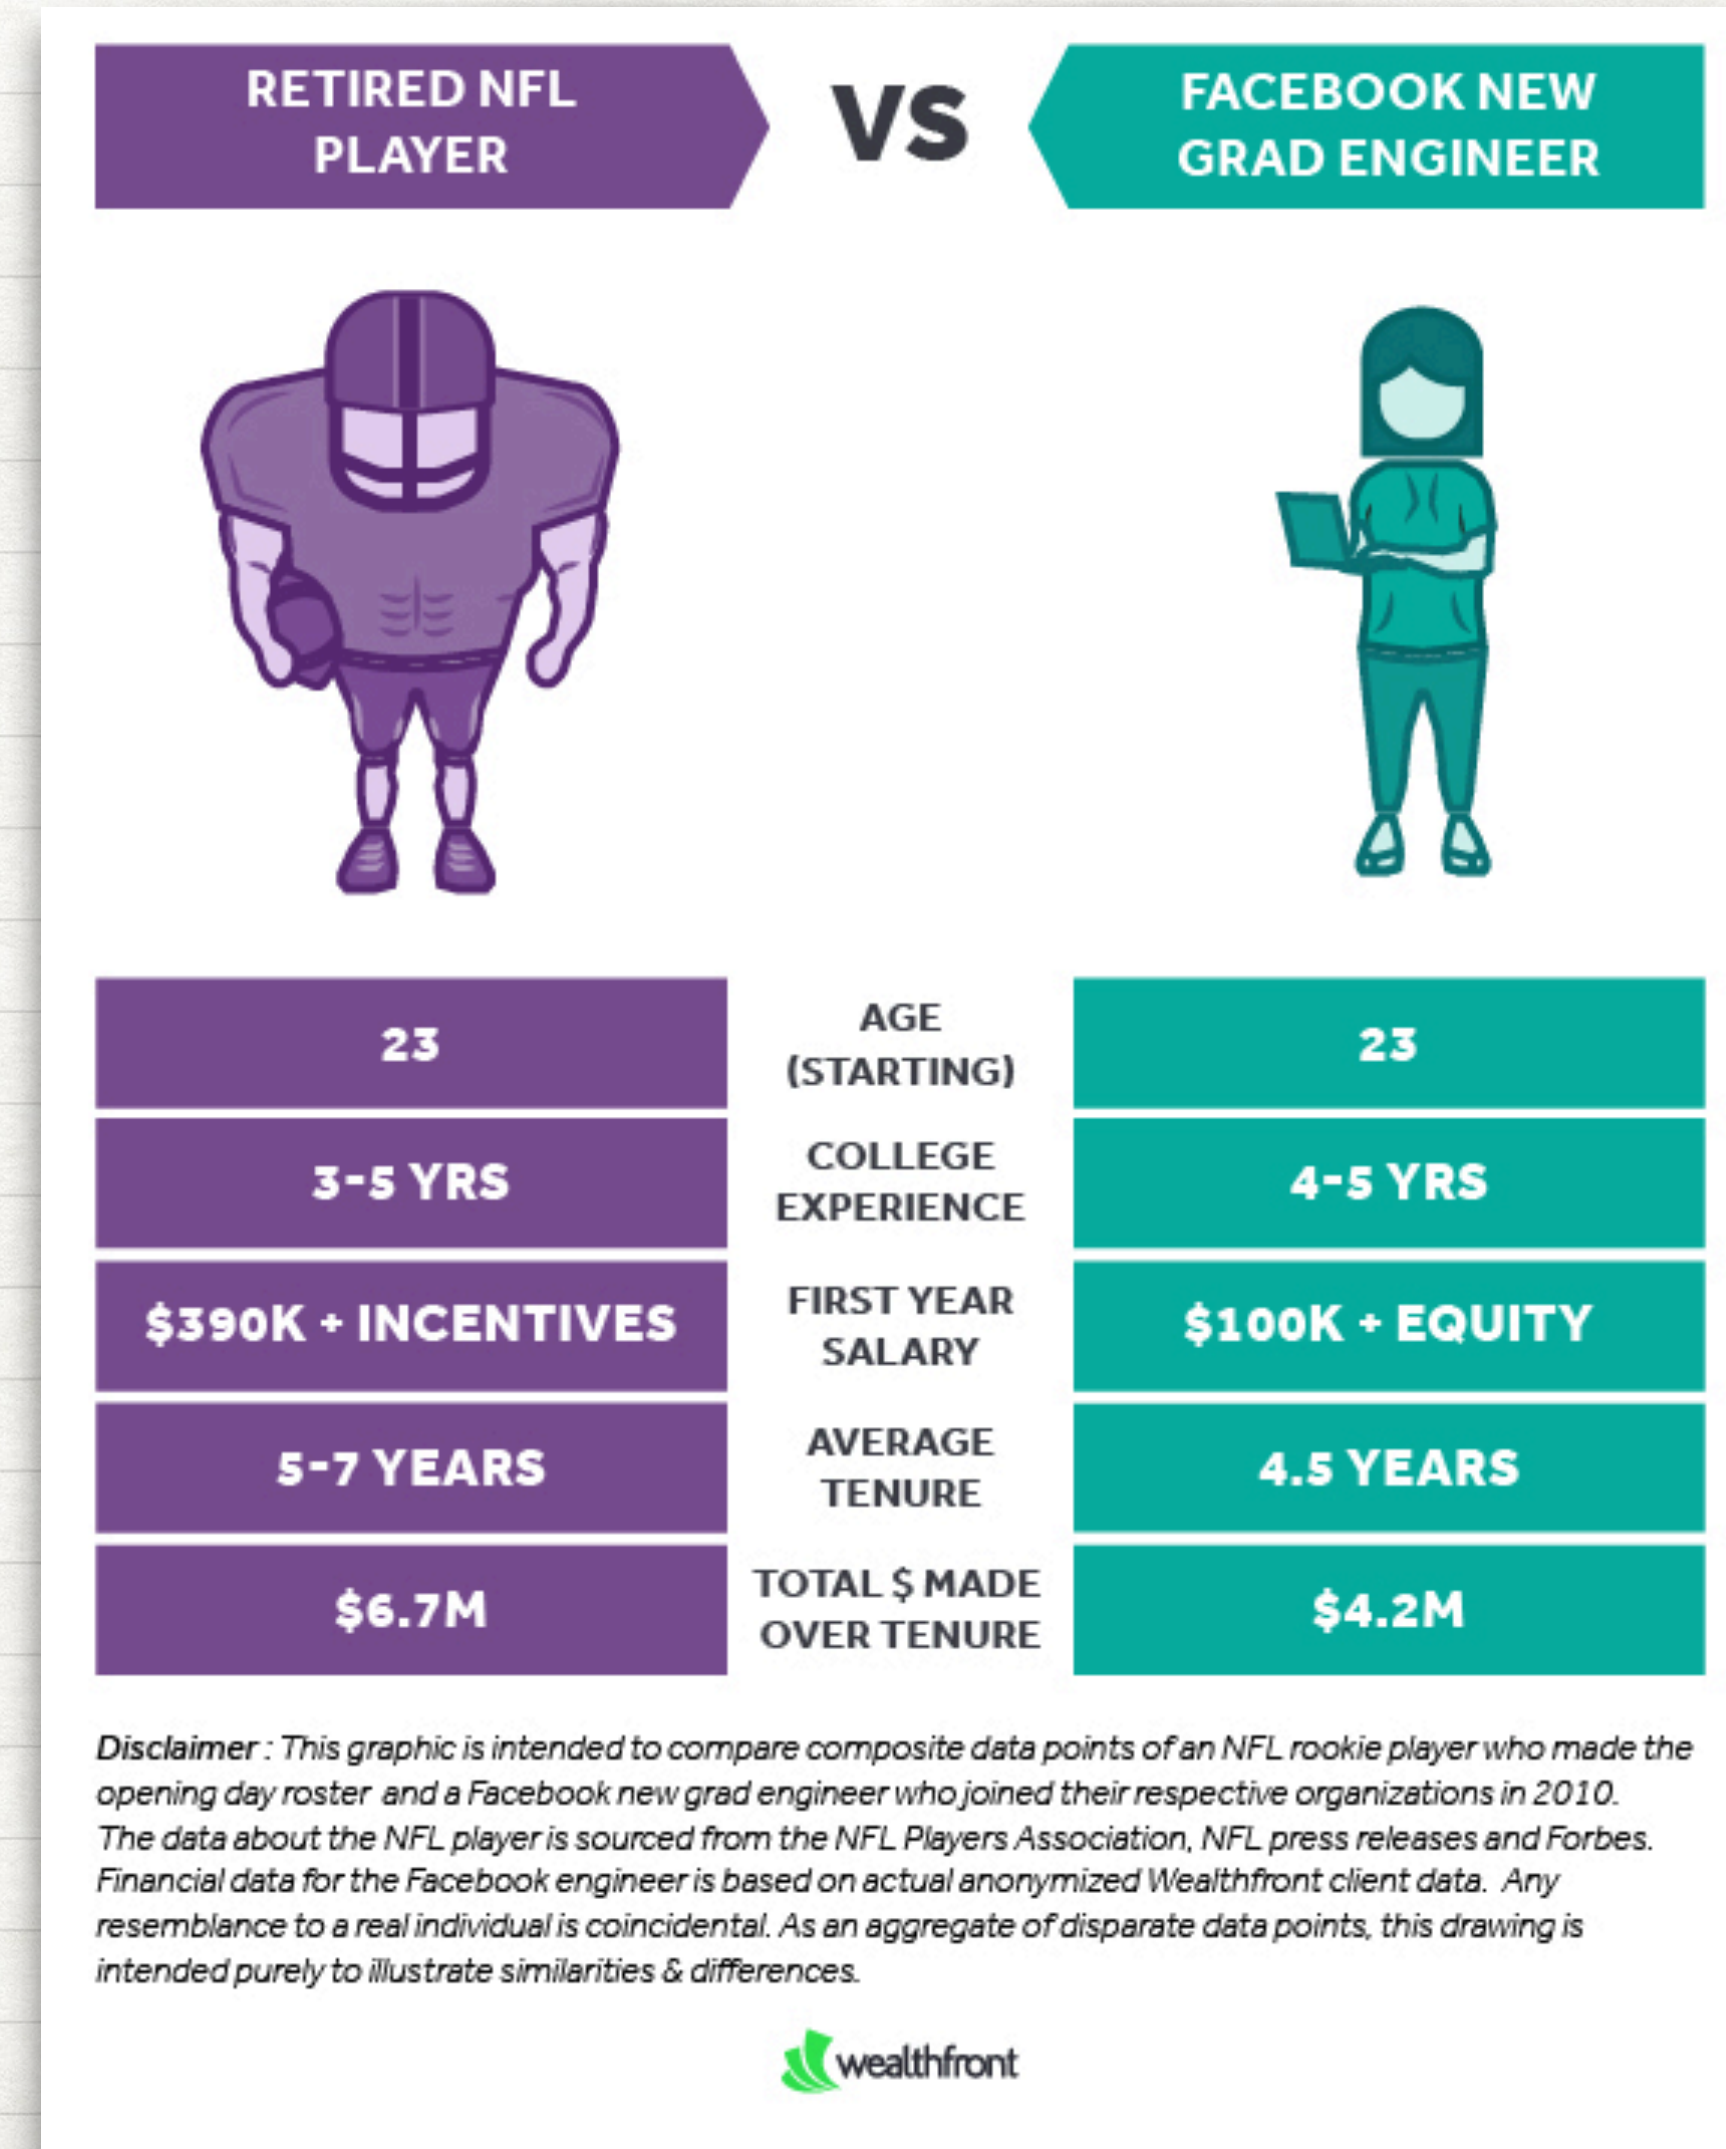 RETIRED NFL
PLAYER
VS
FACEBOOK NEW
GRAD ENGINEER
23
AGE
(STARTING)
23
3-5 YRS
COLLEGE
EXPERIENCE
4-5 YRS
$390K + INCENTIVES
FIRST YEAR
SALARY
$100K + EQUITY
5-7 YEARS
AVERAGE
TENURE
4.5 YEARS
$6.7M
TOTAL $ MADE
OVER TENURE
$4.2M
Disclaimer : This graphic is intended to compare composite data points of an NFL rookie player who made the
opening day roster and a Facebook new grad engineer who joined their respective organizations in 2010.
The data about the NFL player is sourced from the NFL Players Association, NFL press releases and Forbes.
Financial data for the Facebook engineer is based on actual anonymized Wealthfront client data. Any
resemblance to a real individual is coincidental. As an aggregate of disparate data points, this drawing is
intended purely to illustrate similarities & differences.
wealthfront